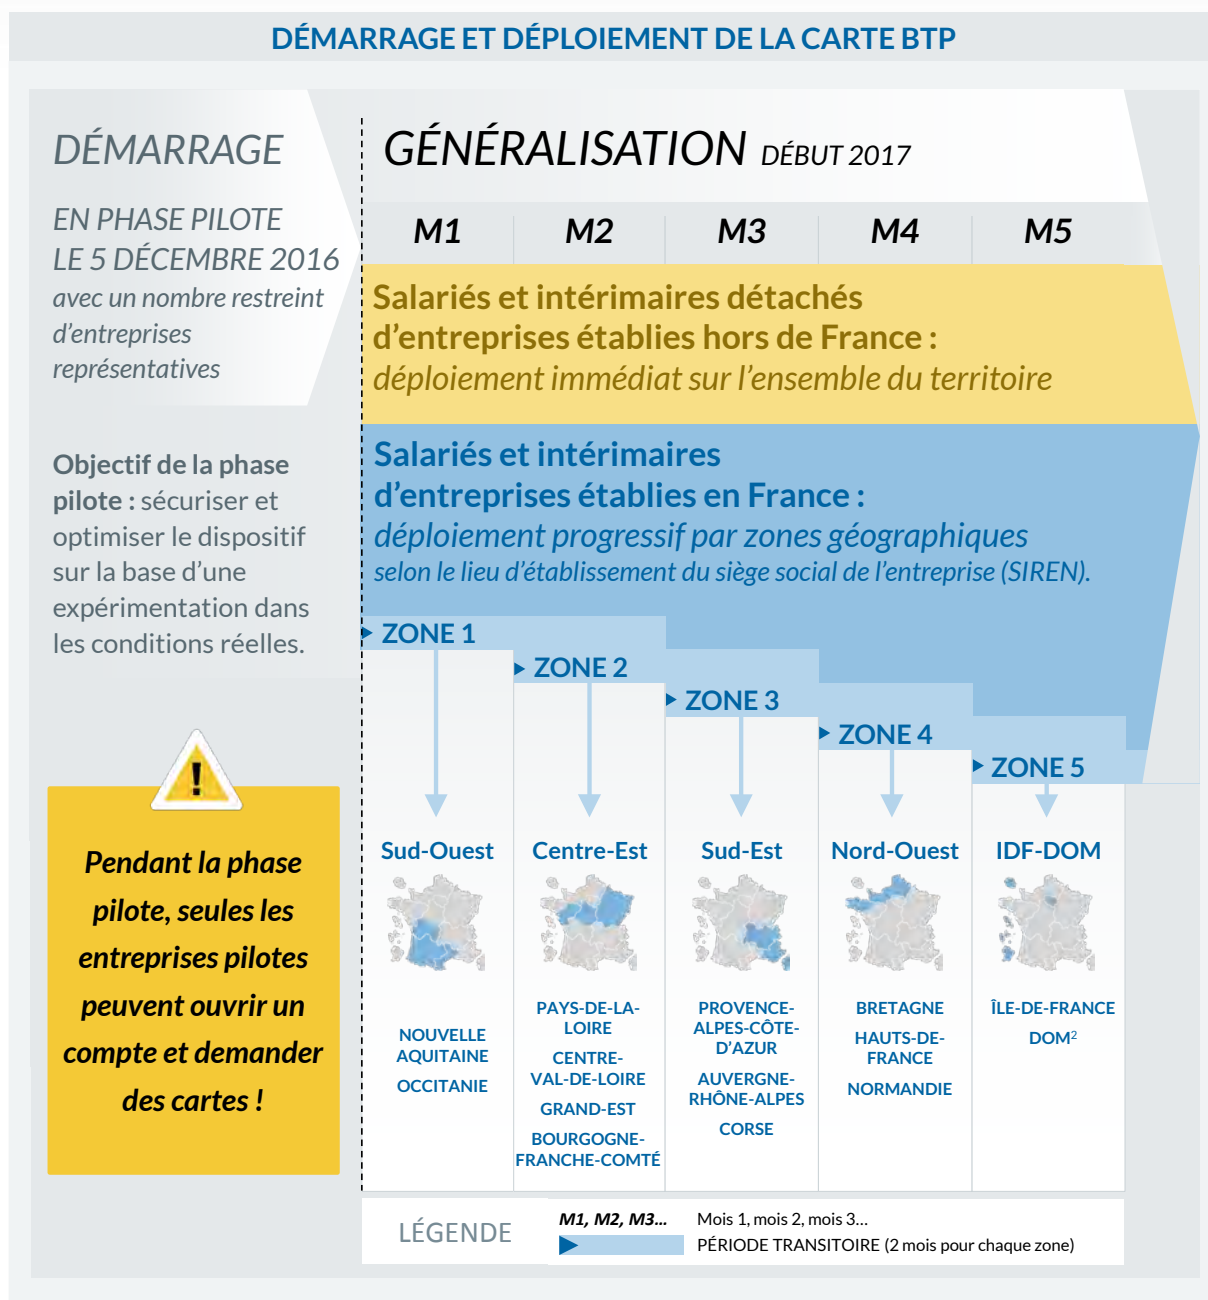 DÉMARRAGE ET DÉPLOIEMENT DE LA CARTE BTP
DÉMARRAGE
EN PHASE PILOTE
LE 5 DÉCEMBRE 2016
avec un nombre restreint
d'entreprises
représentatives
Objectif de la phase
pilote : sécuriser et
optimiser le dispositif
sur la base d'une
expérimentation dans
les conditions réelles.
!
Pendant la phase
pilote, seules les
entreprises pilotes
peuvent ouvrir un
compte et demander
des cartes !
GÉNÉRALISATION DÉBUT 2017
M1 M2 M3 M4 M5
Salariés et intérimaires détachés
d'entreprises établies hors de France :
déploiement immédiat sur l'ensemble du territoire
Salariés et intérimaires
d'entreprises établies en France :
déploiement progressif par zones géographiques
selon le lieu d'établissement du siège social de l'entreprise (SIREN).
ZONE 1
ZONE 2
ZONE 3
ZONE 4
ZONE 5
Sud-Ouest
NOUVELLE
AQUITAINE
OCCITANIE
Centre-Est
PAYS-DE-LA-
LOIRE
CENTRE-
VAL-DE-LOIRE
GRAND-EST
BOURGOGNE-
FRANCHE-COMTÉ
Sud-Est
PROVENCE-
ALPES-CÔTE-
D'AZUR
AUVERGNE-
RHÔNE-ALPES
CORSE
Nord-Ouest
BRETAGNE
HAUTS-DE-
FRANCE
NORMANDIE
IDF-DOM
ÎLE-DE-FRANCE
DOM²
LÉGENDE
M1, M2, M3... Mois 1, mois 2, mois 3...
PÉRIODE TRANSITOIRE (2 mois pour chaque zone)